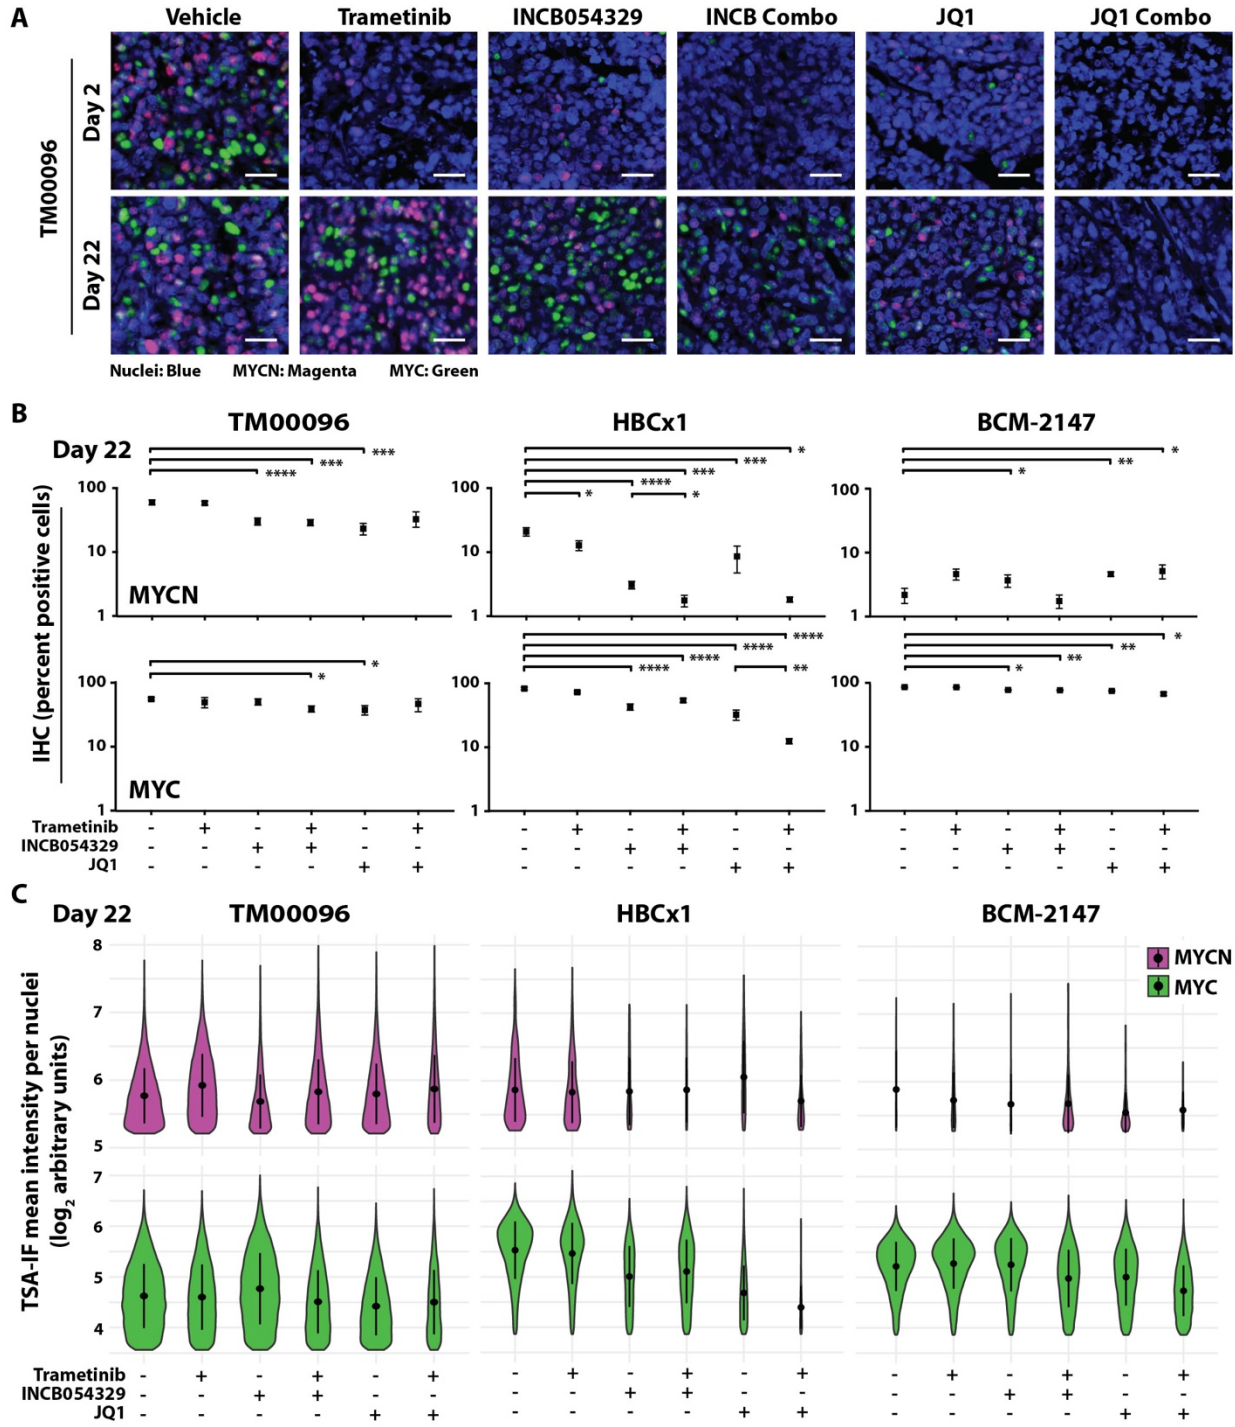 A
Vehicle Trametinib INCB054329 INCB Combo JQ1 JQ1 Combo
TM00096
Day 2
Day 22
Nuclei: Blue MYCN: Magenta MYC: Green
B
TM00096 HBCx1 BCM-2147
Day 22
*** * *
*** *** **
**** **** *** * 
* *
IHC (percent positive cells)
100 100 100
10 10 10
MYCN
1 1 1
* **** *
* **** **
**** **** ** * **
100 100 100
10 10 10
MYC
1 1 1
Trametinib - + - + - + - + - + - + - + - + - +
INCB054329 - - + + - - - - + + - - - - + + - -
JQ1 - - - - + + - - - - + + - - - - + +
C
Day 22 TM00096 HBCx1 BCM-2147
TSA-IF mean intensity per nuclei
(log2 arbitrary units)
8
7
6
5
MYCN
MYC
7
6
5
4
Trametinib - + - + - + - + - + - + - + - + - +
INCB054329 - - + + - - - - + + - - - - + + - -
JQ1 - - - - + + - - - - + + - - - - + +